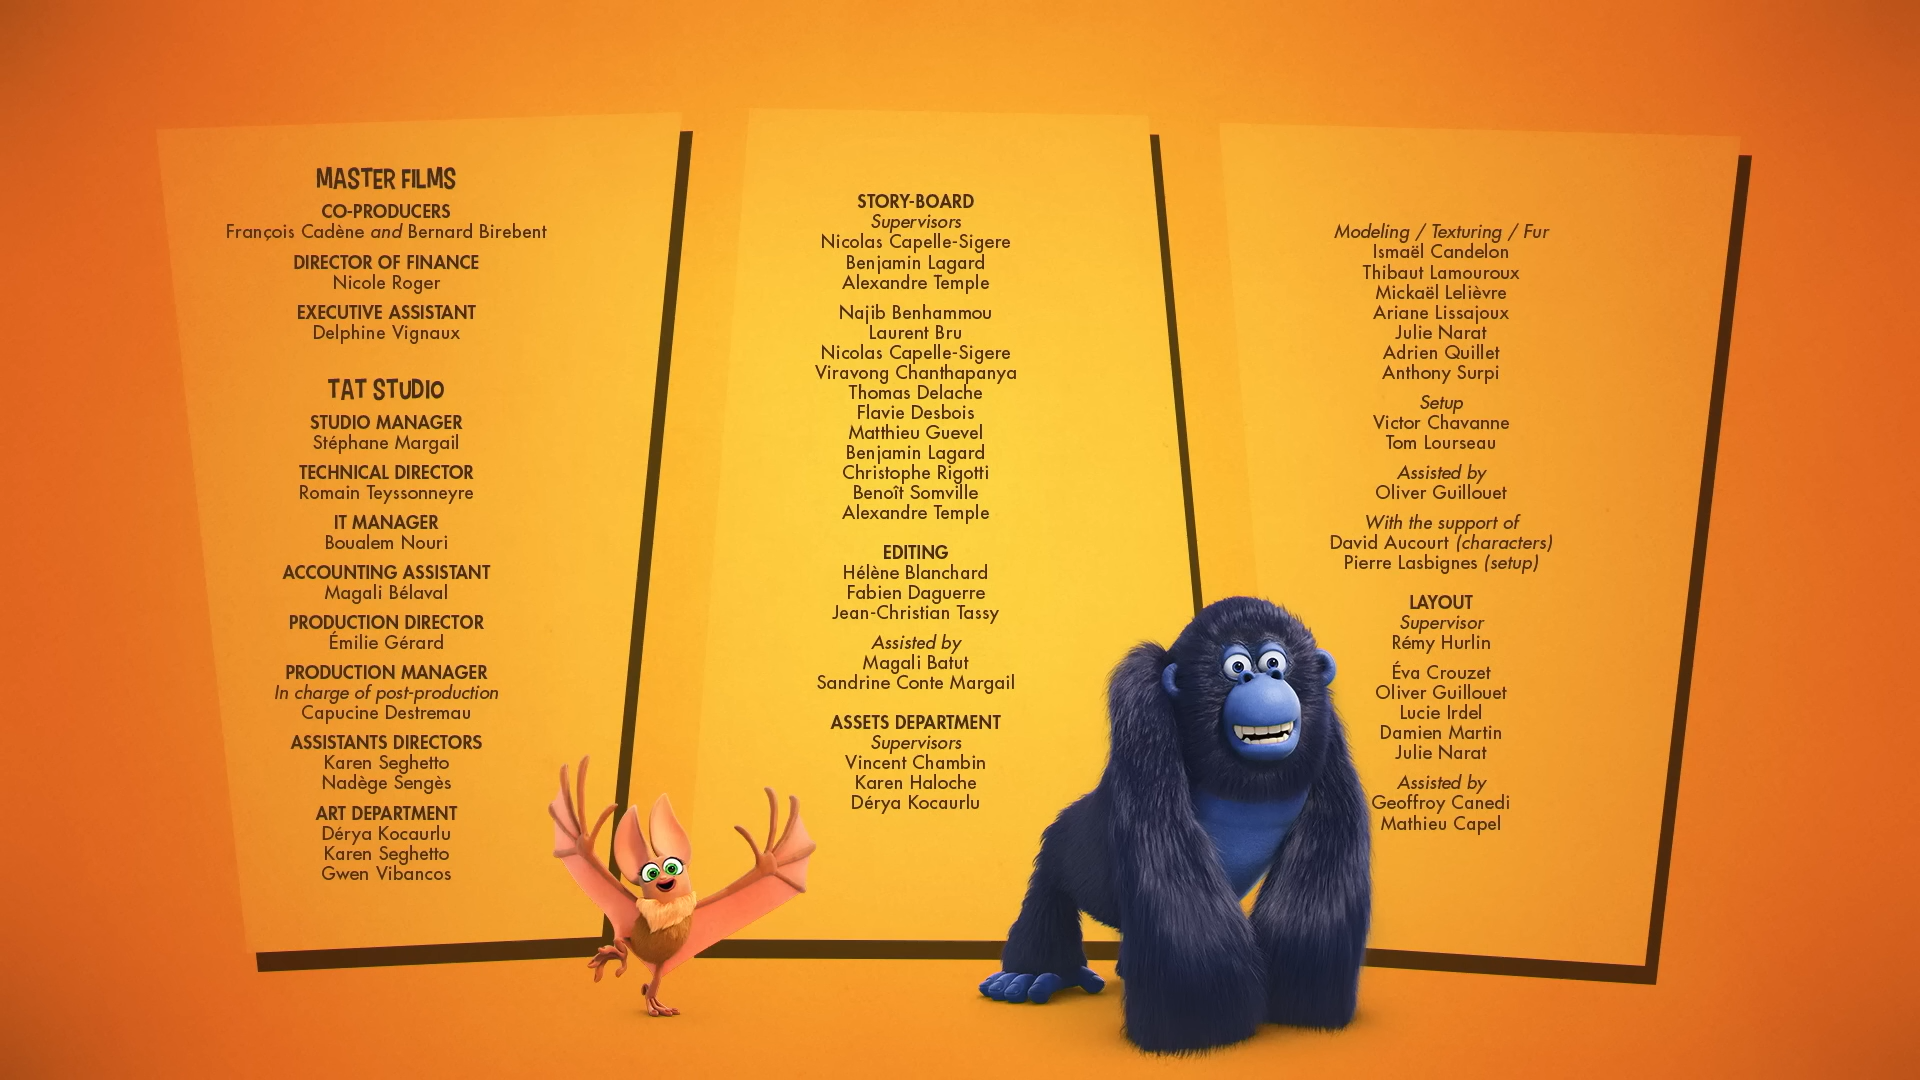 MASTER FILMS
CO-PRODUCERS
François Cadène and Bernard Birebent
DIRECTOR OF FINANCE
Nicole Roger
EXECUTIVE ASSISTANT
Delphine Vignaux
TAT STUDIO
STUDIO MANAGER
Stéphane Margail
TECHNICAL DIRECTOR
Romain Teyssonneyre
IT MANAGER
Boualem Nouri
ACCOUNTING ASSISTANT
Magali Bélaval
PRODUCTION DIRECTOR
Émilie Gérard
PRODUCTION MANAGER
In charge of post-production
Capucine Destremau
ASSISTANTS DIRECTORS
Karen Seghetto
Nadège Sengès
ART DEPARTMENT
Dérya Kocaurlu
Karen Seghetto
Gwen Vibancos
STORY-BOARD
Supervisors
Nicolas Capelle-Sigere
Benjamin Lagard
Alexandre Temple
Najib Benhammou
Laurent Bru
Nicolas Capelle-Sigere
Viravong Chanthapanya
Thomas Delache
Flavie Desbois
Matthieu Guevel
Benjamin Lagard
Christophe Rigotti
Benoît Somville
Alexandre Temple
EDITING
Hélène Blanchard
Fabien Daguerre
Jean-Christian Tassy
Assisted by
Magali Batut
Sandrine Conte Margail
ASSETS DEPARTMENT
Supervisors
Vincent Chambin
Karen Haloche
Dérya Kocaurlu
Modeling / Texturing / Fur
Ismaël Candelon
Thibaut Lamouroux
Mickaël Lelièvre
Ariane Lissajoux
Julie Narat
Adrien Quillet
Anthony Surpi
Setup
Victor Chavanne
Tom Lourseau
Assisted by
Oliver Guillouet
With the support of
David Aucourt (characters)
Pierre Lasbignes (setup)
LAYOUT
Supervisor
Rémy Hurlin
Éva Crouzet
Oliver Guillouet
Lucie Irdel
Damien Martin
Julie Narat
Assisted by
Geoffroy Canedi
Mathieu Capel